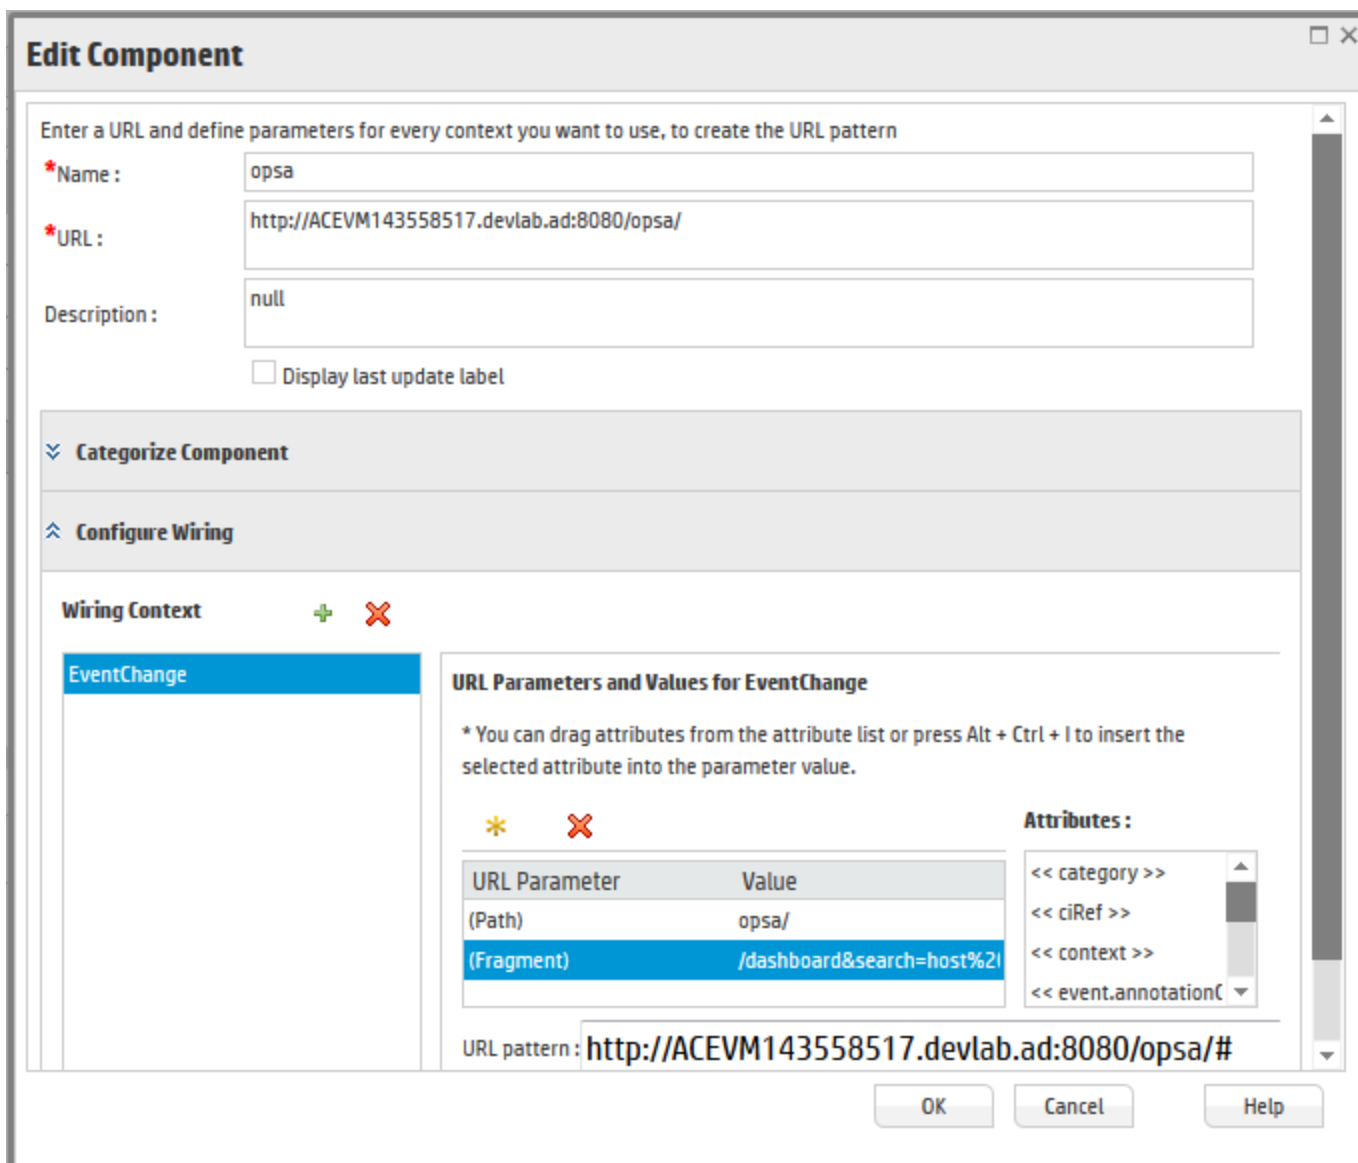 Edit Component
Enter a URL and define parameters for every context you want to use, to create the URL pattern
*Name : opsa
*URL : http://ACEVM143558517.devlab.ad:8080/opsa/
Description : null
Display last update label
Categorize Component
Configure Wiring
Wiring Context
EventChange
URL Parameters and Values for EventChange
* You can drag attributes from the attribute list or press Alt + Ctrl + I to insert the
selected attribute into the parameter value.
Attributes :
URL Parameter Value
(Path) opsa/
(Fragment) /dashboard&search=host%2
<< category >>
<< ciRef >>
<< context >>
<< event.annotation
URL pattern : http://ACEVM143558517.devlab.ad:8080/opsa/#
OK Cancel Help